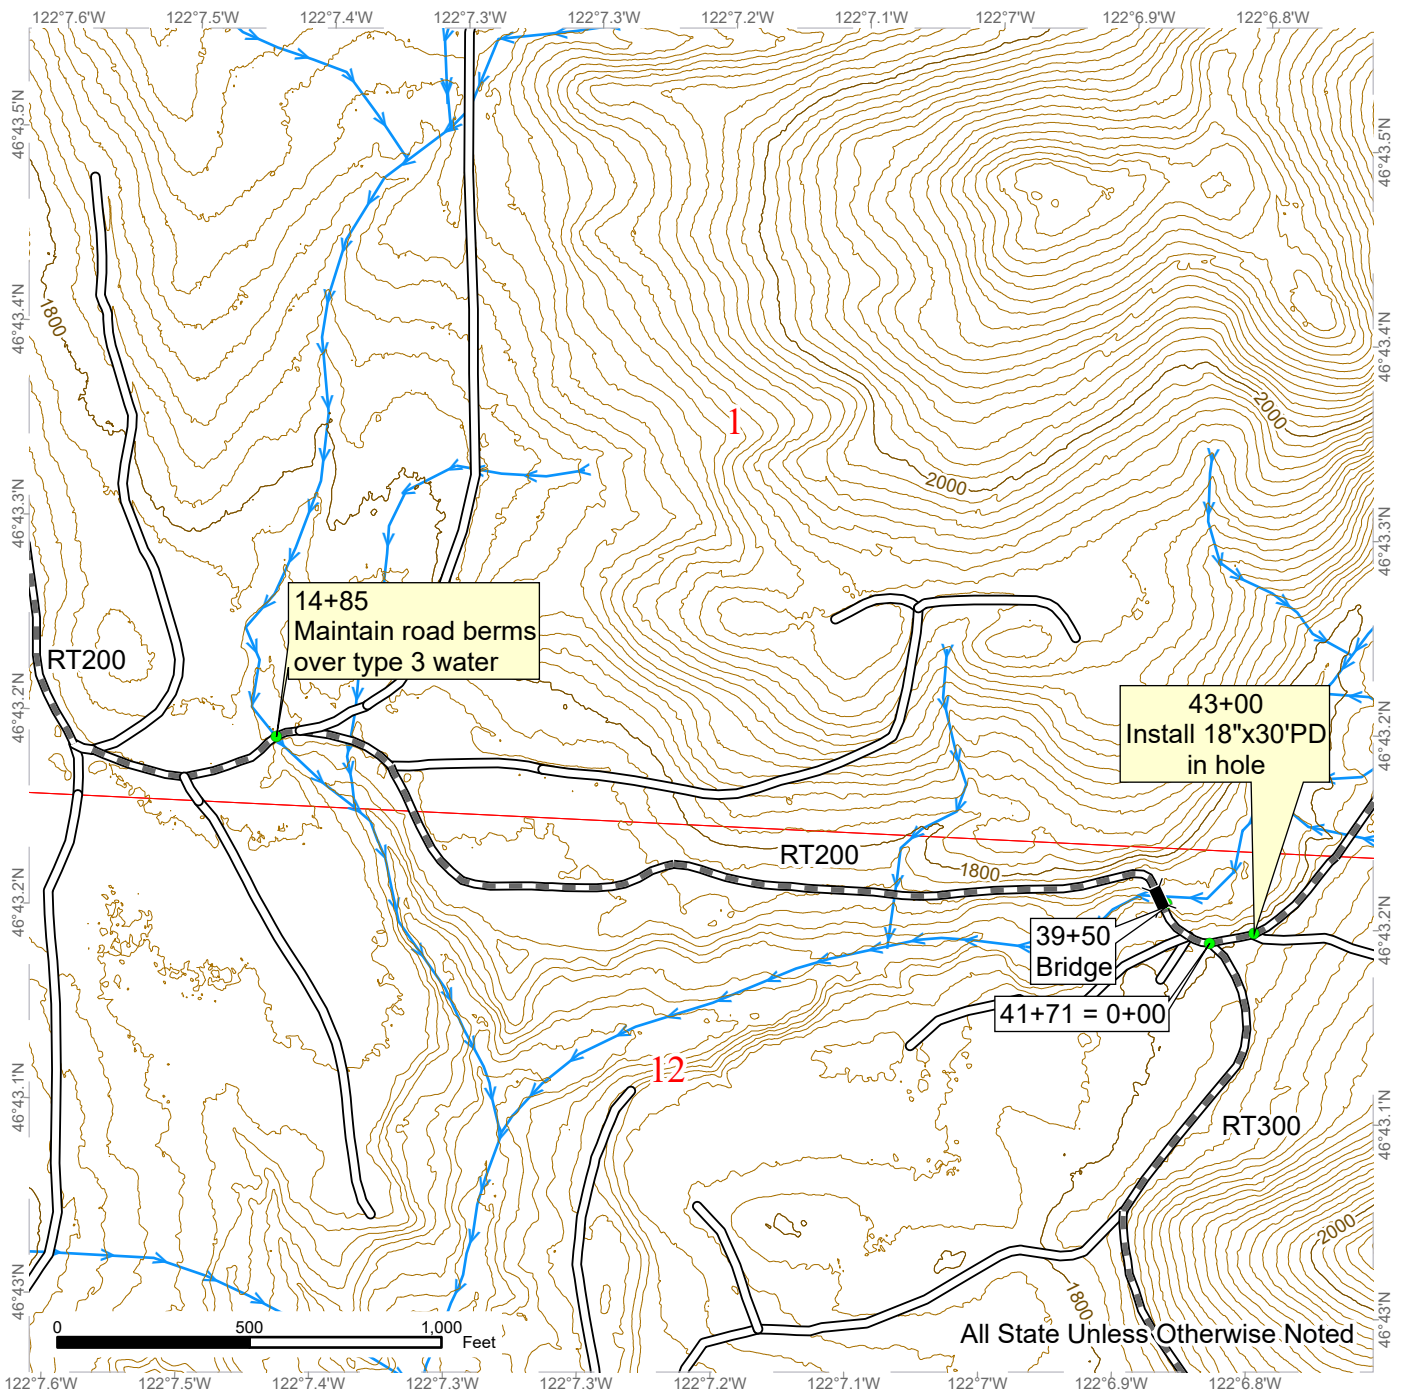 122°7.6'W 122°7.5'W 122°7.4'W 122°7.3'W 122°7.3'W 122°7.2'W 122°7.1'W 122°7'W 122°6.9'W 122°6.8'W
46°43.5'N 46°43.5'N
1800
46°43.4'N 46°43.4'N
2000
1
2000
46°43.3'N 46°43.3'N
14+85
Maintain road berms
over type 3 water
RT200
43+00
Install 18"x30'PD
in hole
46°43.2'N 46°43.2'N
RT200
1800
46°43.2'N 46°43.2'N
39+50
Bridge
41+71 = 0+00
12
46°43.1'N 46°43.1'N
RT300
2000
46°43'N 46°43'N
1800
0 500 1,000
Feet
All State Unless Otherwise Noted
122°7.6'W 122°7.5'W 122°7.4'W 122°7.3'W 122°7.3'W 122°7.2'W 122°7.1'W 122°7'W 122°6.9'W 122°6.8'W